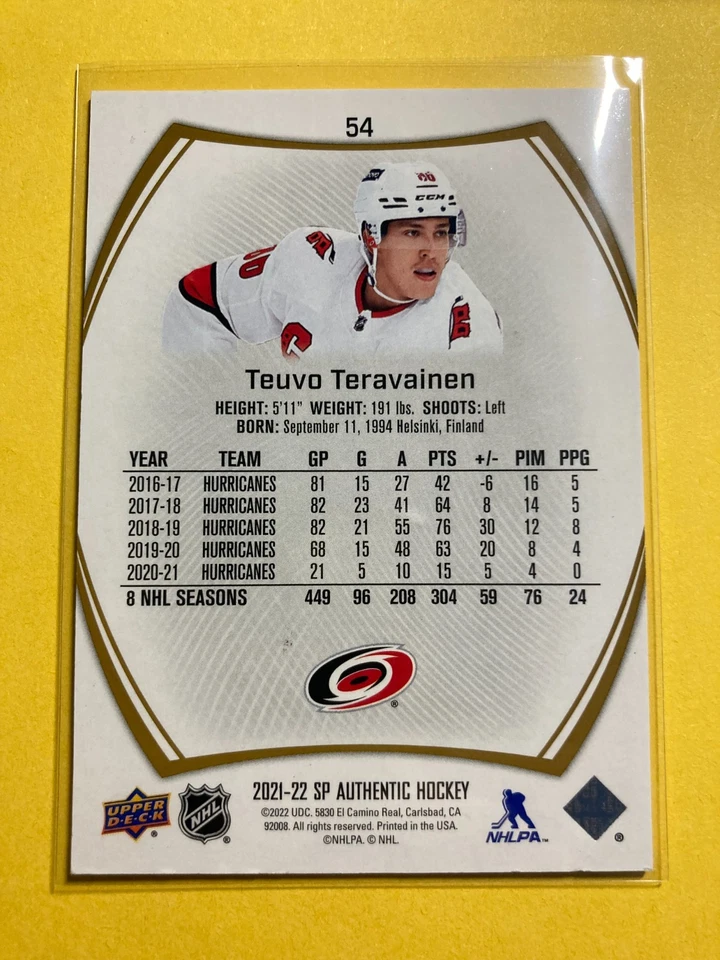 54
86
CCM
86
Teuvo Teravainen
HEIGHT: 5'11" WEIGHT: 191 lbs. SHOOTS: Left
BORN: September 11, 1994 Helsinki, Finland
YEAR TEAM GP G A PTS +/- PIM PPG
2016-17 HURRICANES 81 15 27 42 -6 16 5
2017-18 HURRICANES 82 23 41 64 8 14 5
2018-19 HURRICANES 82 21 55 76 30 12 8
2019-20 HURRICANES 68 15 48 63 20 8 4
2020-21 HURRICANES 21 5 10 15 5 4 0
8 NHL SEASONS 449 96 208 304 59 76 24
®
UPPER DECK ®
NHL ®
2021-22 SP AUTHENTIC HOCKEY
©2022 UDC. 5830 El Camino Real, Carlsbad, CA
92008. All rights reserved. Printed in the USA.
©NHLPA. © NHL.
NHLPA™
®